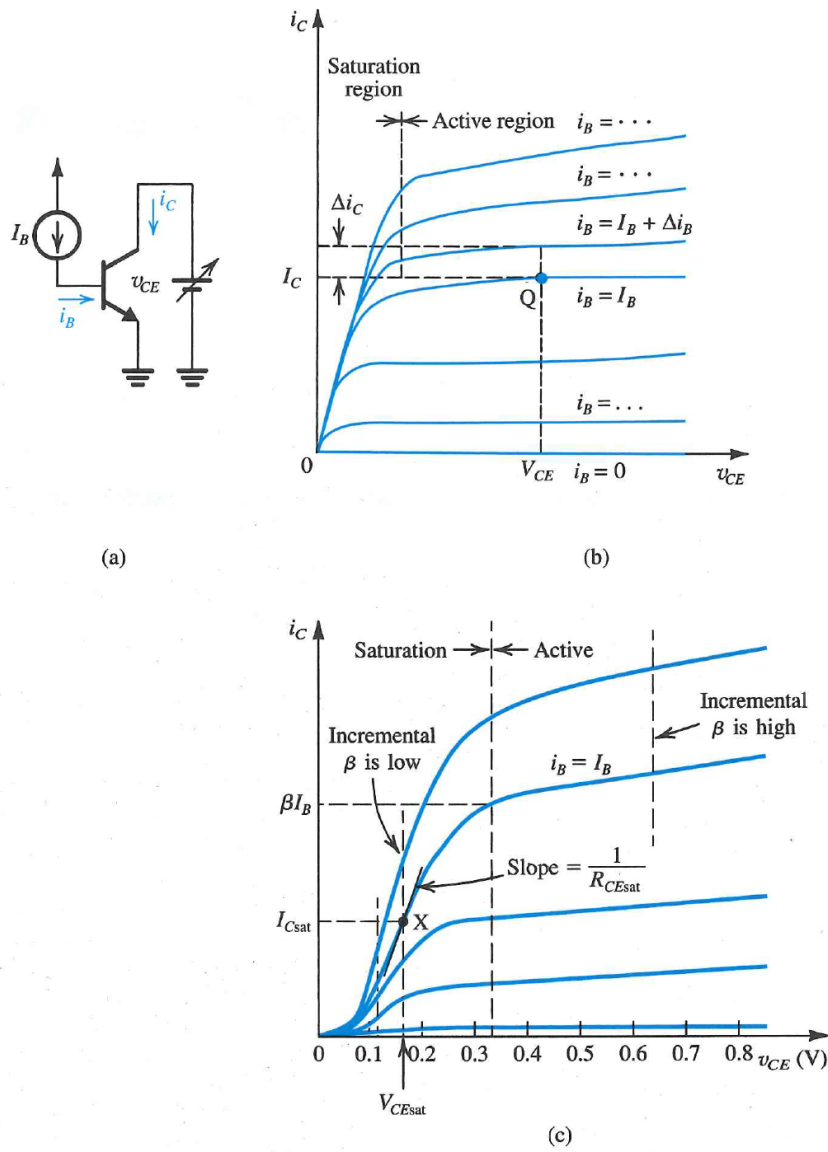 i_C
Saturation
region
Active region
i_B = · · ·
i_B = · · ·
Δi_C
i_B = I_B + Δi_B
I_C
Q
i_B = I_B
i_B = . . .
0
V_CE
i_B = 0
v_CE
I_B
i_C
v_CE
i_B
(a)
(b)
i_C
Saturation
Active
Incremental
β is high
Incremental
β is low
i_B = I_B
βI_B
Slope = 1
R_CEsat
I_Csat
X
0
0.1
0.2
0.3
0.4
0.5
0.6
0.7
0.8
v_CE (V)
V_CEsat
(c)